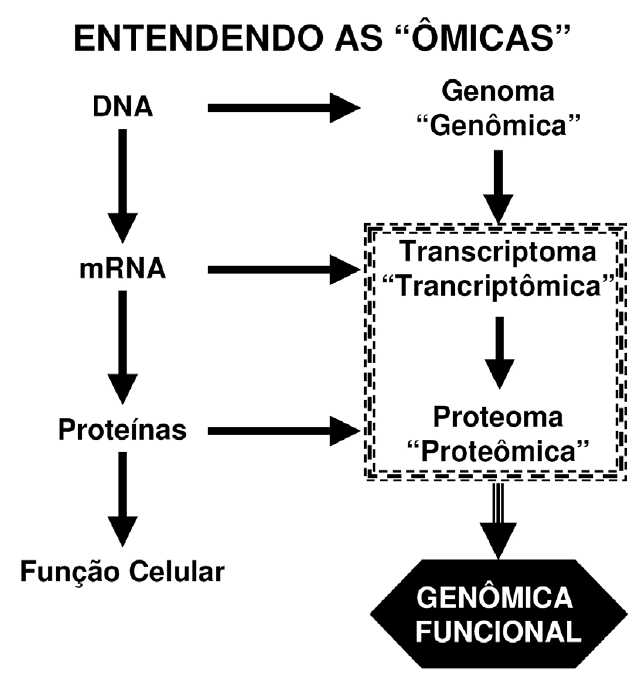 ENTENDENDO AS “ÔMICAS”
DNA
Genoma
“Genômica”
mRNA
Transcriptoma
“Trancriptômica”
Proteínas
Proteoma
“Proteômica”
Função Celular
GENÔMICA
FUNCIONAL